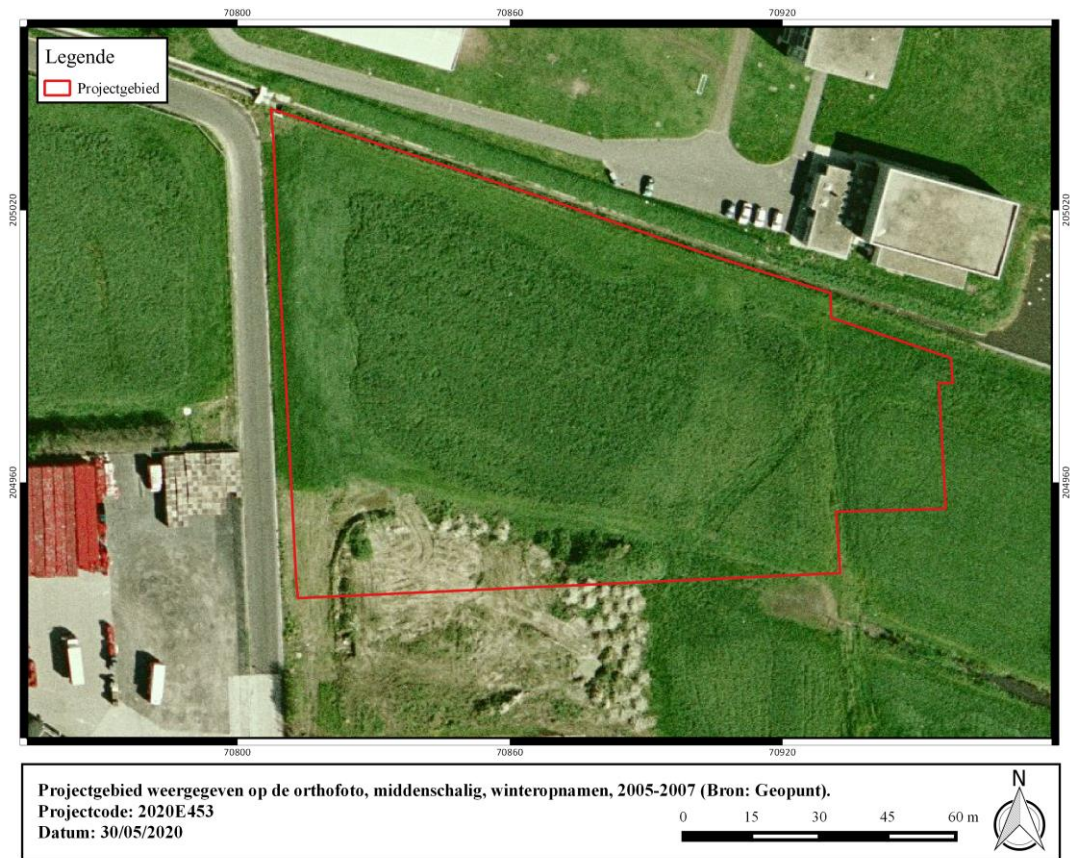 70800 70860 70920
Legende
Projectgebied
205020 205020
204960 204960
70800 70860 70920
Projectgebied weergegeven op de orthofoto, middenschalig, winteropnamen, 2005-2007 (Bron: Geopunt).
Projectcode: 2020E453
Datum: 30/05/2020
0 15 30 45 60 m
N